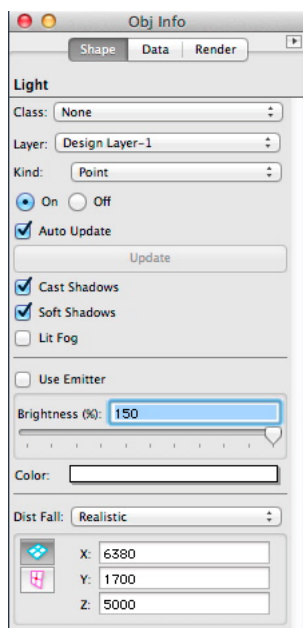 Obj Info
Shape Data Render
Light
Class: None
Layer: Design Layer-1
Kind: Point
On Off
Auto Update
Update
Cast Shadows
Soft Shadows
Lit Fog
Use Emitter
Brightness (%): 150
Color:
Dist Fall: Realistic
X: 6380
Y: 1700
Z: 5000